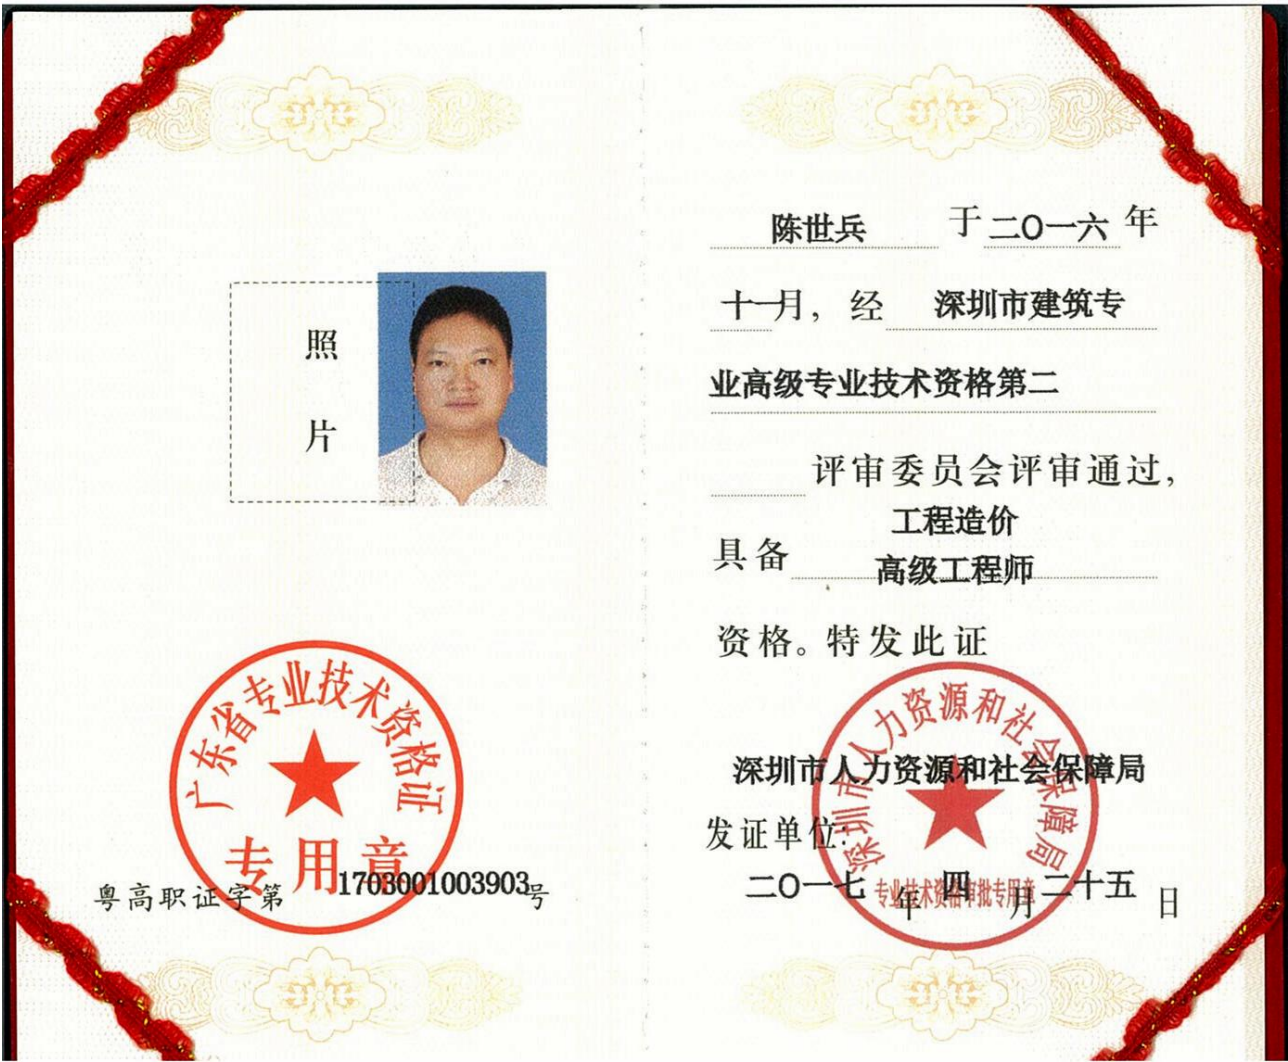 照
片
广东省专业技术资格证
专用章
粤高职证字第1703001003903号
陈世兵 于二〇一六年
十一月，经 深圳市建筑专
业高级专业技术资格第二
评审委员会评审通过，
工程造价
具备 高级工程师
资格。特发此证
深圳市人力资源和社会保障局
深圳市人力资源和社会保障局
发证单位：
二〇一七年四月二十五日
专业技术资格审批专用章